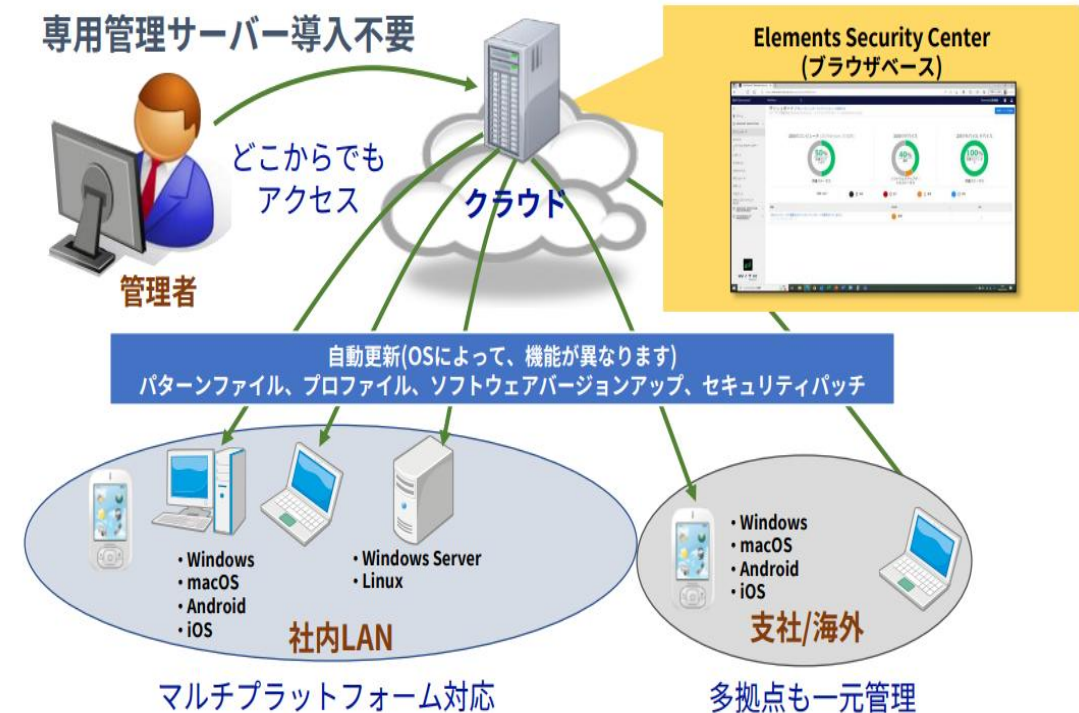 専用管理サーバー導入不要
Elements Security Center
(ブラウザベース)
50%
40%
100%
どこからでも
アクセス
クラウド
管理者
自動更新(OSによって、機能が異なります)
パターンファイル、プロファイル、ソフトウェアバージョンアップ、セキュリティパッチ
・Windows
・macOS
・Android
・iOS
・Windows Server
・Linux
社内LAN
・Windows
・macOS
・Android
・iOS
支社/海外
マルチプラットフォーム対応
多拠点も一元管理